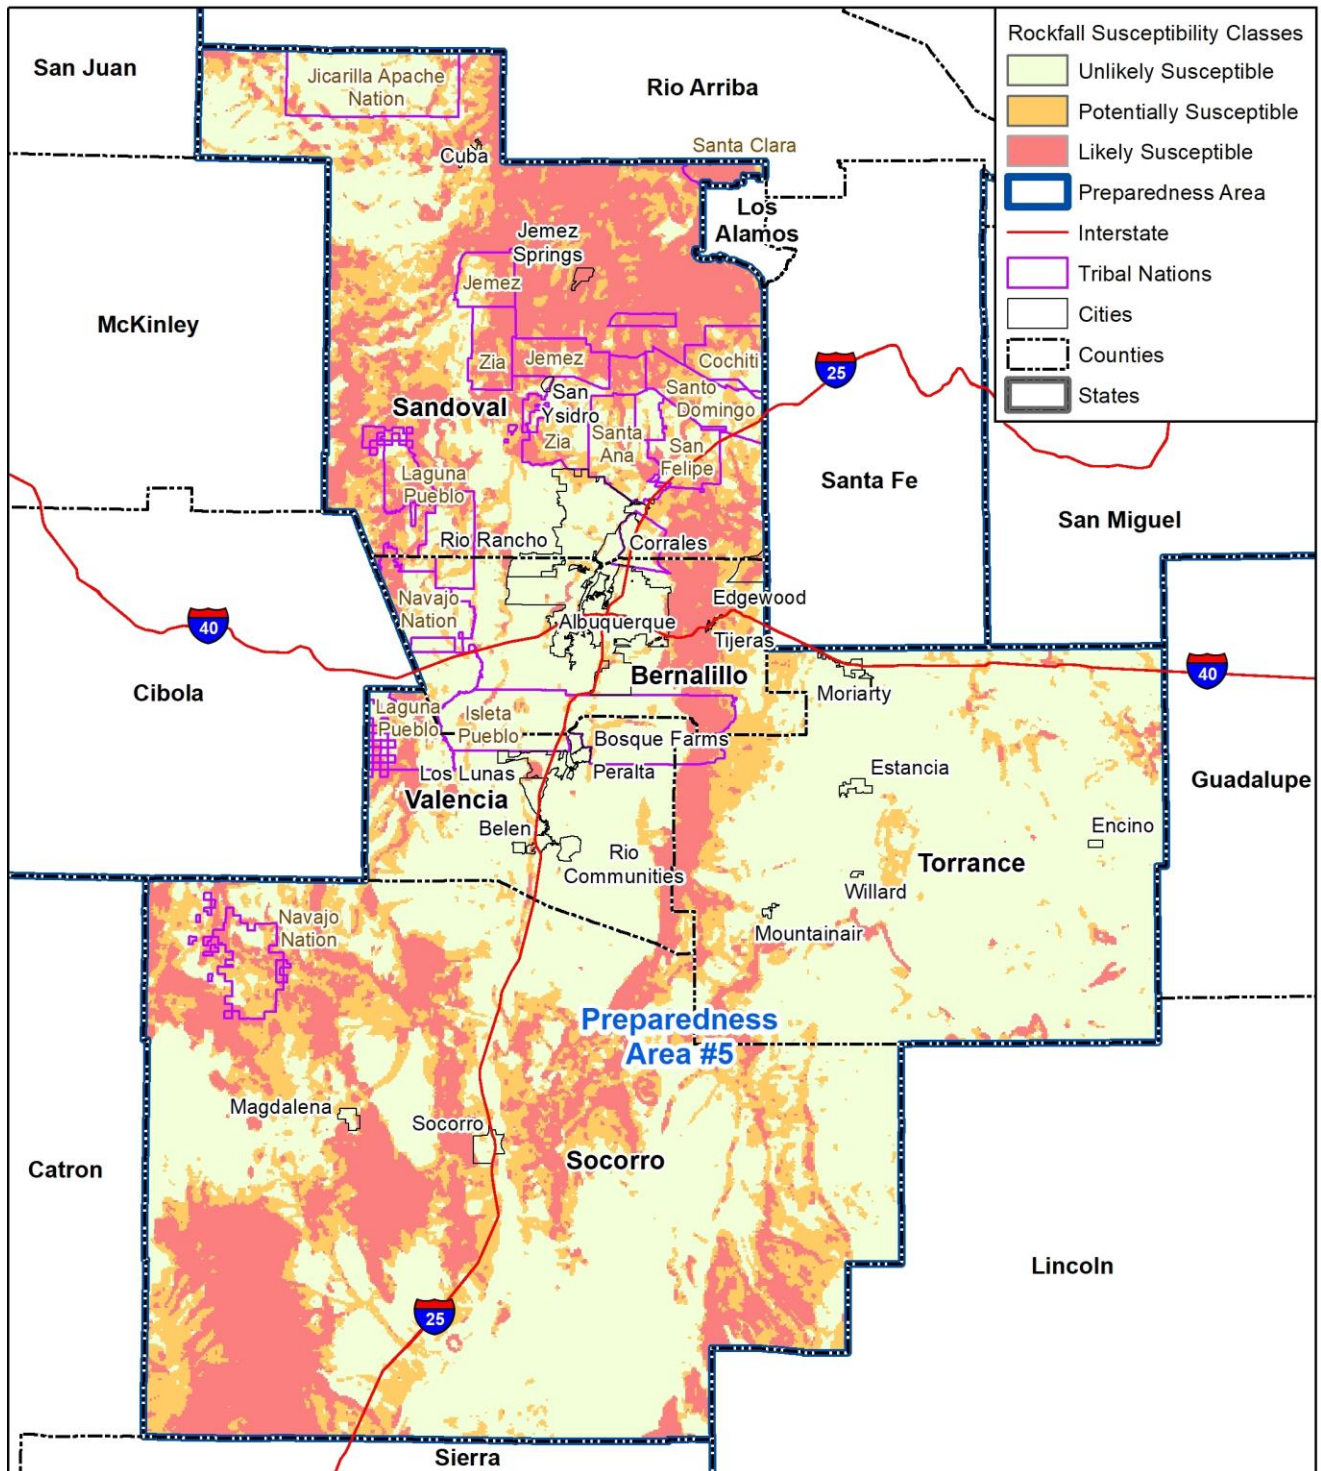 Rockfall Susceptibility Classes
Unlikely Susceptible
Potentially Susceptible
Likely Susceptible
Preparedness Area
Interstate
Tribal Nations
Cities
Counties
States
San Juan
Jicarilla Apache
Nation
Rio Arriba
Cuba
Santa Clara
Los
Alamos
Jemez
Springs
Jemez
McKinley
Zia
Jemez
Cochiti
25
Sandoval
San
Ysidro
Santo
Domingo
Zia
Santa
Ana
San
Felipe
Laguna
Pueblo
Santa Fe
San Miguel
Rio Rancho
Corrales
Navajo
Nation
Edgewood
40
Albuquerque
Tijeras
Bernalillo
40
Cibola
Moriarty
Laguna
Pueblo
Isleta
Pueblo
Bosque Farms
Los Lunas
Peralta
Estancia
Guadalupe
Valencia
Belen
Rio
Communities
Encino
Torrance
Willard
Navajo
Nation
Mountainair
Preparedness
Area #5
Magdalena
Socorro
Catron
Socorro
Lincoln
25
Sierra